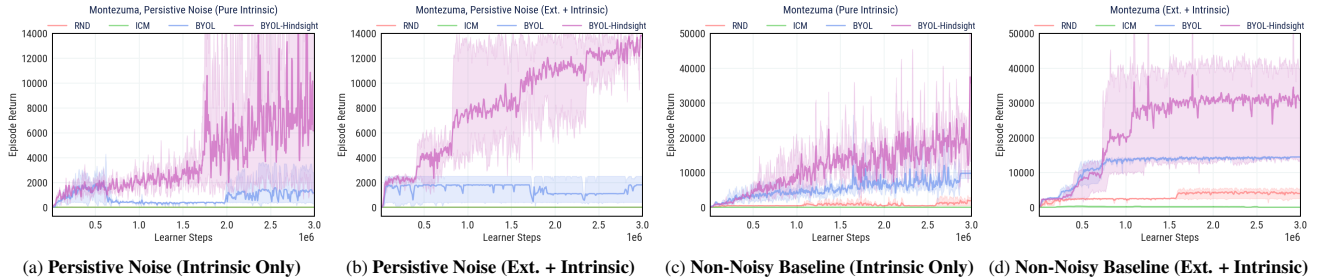 Montezuma, Persistive Noise (Pure Intrinsic)
RND ICM BYOL BYOL-Hindsight
14000
12000
10000
8000
6000
4000
2000
0
Episode Return
0.5 1.0 1.5 2.0 2.5 3.0
Learner Steps
1e6
(a) Persistive Noise (Intrinsic Only)
Montezuma, Persistive Noise (Ext. + Intrinsic)
RND ICM BYOL BYOL-Hindsight
14000
12000
10000
8000
6000
4000
2000
0
Episode Return
0.5 1.0 1.5 2.0 2.5 3.0
Learner Steps
1e6
(b) Persistive Noise (Ext. + Intrinsic)
Montezuma (Pure Intrinsic)
RND ICM BYOL BYOL-Hindsight
50000
40000
30000
20000
10000
0
Episode Return
0.5 1.0 1.5 2.0 2.5 3.0
Learner Steps
1e6
(c) Non-Noisy Baseline (Intrinsic Only)
Montezuma (Ext. + Intrinsic)
RND ICM BYOL BYOL-Hindsight
50000
40000
30000
20000
10000
0
Episode Return
0.5 1.0 1.5 2.0 2.5 3.0
Learner Steps
1e6
(d) Non-Noisy Baseline (Ext. + Intrinsic)